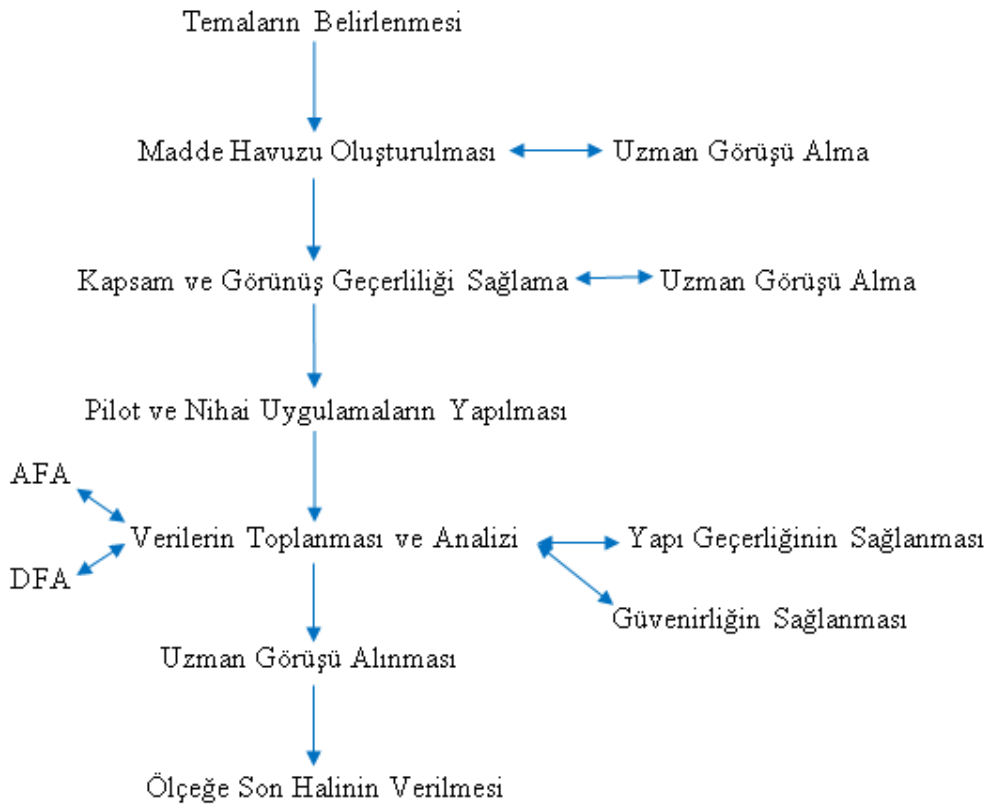 Temaların Belirlenmesi
Madde Havuzu Oluşturulması
Uzman Görüşü Alma
Kapsam ve Görünüş Geçerliliği Sağlama
Uzman Görüşü Alma
Pilot ve Nihai Uygulamaların Yapılması
AFA
Verilerin Toplanması ve Analizi
Yapı Geçerliğinin Sağlanması
DFA
Güvenirliğin Sağlanması
Uzman Görüşü Alınması
Ölçeğe Son Halinin Verilmesi